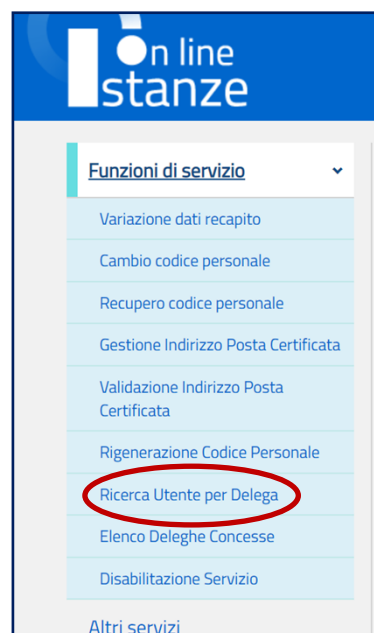 On line
Istanze
Funzioni di servizio
Variazione dati recapito
Cambio codice personale
Recupero codice personale
Gestione Indirizzo Posta Certificata
Validazione Indirizzo Posta
Certificata
Rigenerazione Codice Personale
Ricerca Utente per Delega
Elenco Deleghe Concesse
Disabilitazione Servizio
Altri servizi